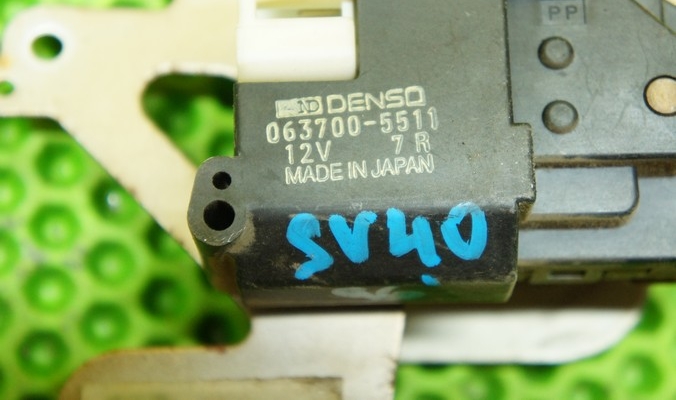 PP
ND DENSO
063700-5511
12V 7 R
MADE IN JAPAN
SV40